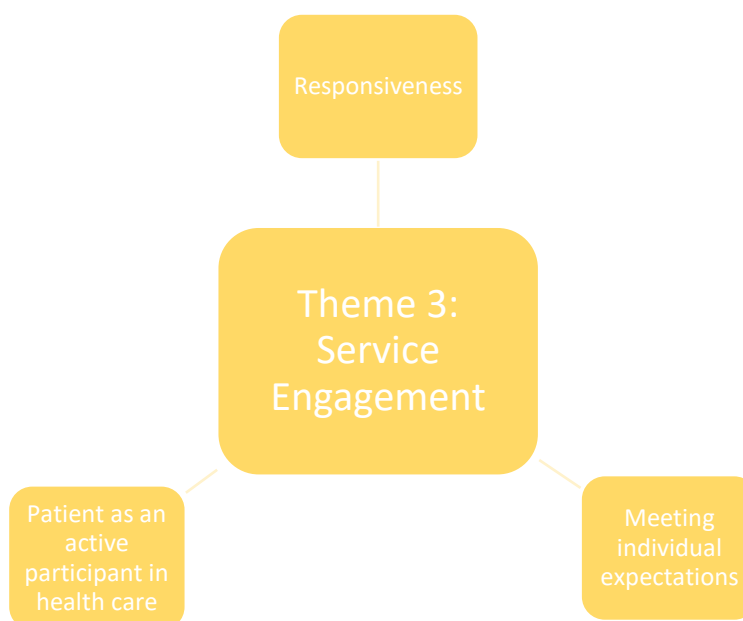 Responsiveness
Theme 3:
Service
Engagement
Patient as an
active
participant in
health care
Meeting
individual
expectations